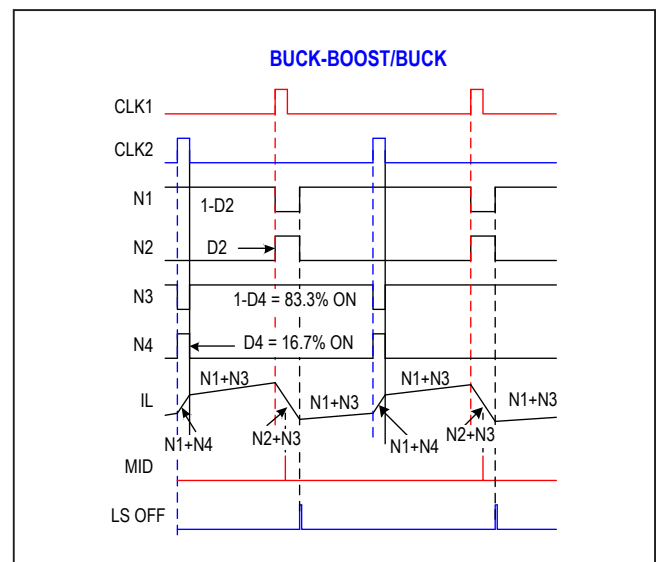 BUCK-BOOST/BUCK
CLK1
CLK2
N1
1-D2
N2
D2
N3
1-D4 = 83.3% ON
N4
D4 = 16.7% ON
N1+N3
N1+N3
IL
N1+N3
N1+N3
N1+N4
N2+N3
N1+N4
N2+N3
MID
LS OFF